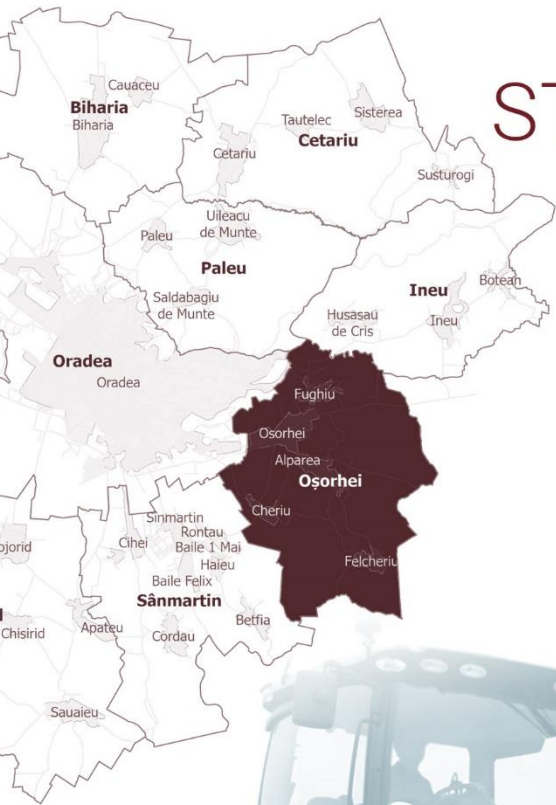 ST
Cauaceu
Biharia
Biharia
Sisterea
Tautelec
Cetariu
Cetariu
Susturogi
Uileacu
de Munte
Paleu
Paleu
Saldabagiu
de Munte
Ineu
Botean
Husasau
de Cris
Ineu
Oradea
Oradea
Fughiu
Osorhei
Alparea
Oșorhei
Cheriu
Felcheriu
Sinmartin
Rontau
Cihei
Baile 1 Mai
Haieu
Baile Felix
Sânmartin
Betfia
Cordau
ojorid
Chisirid
Apateu
Sauaieu